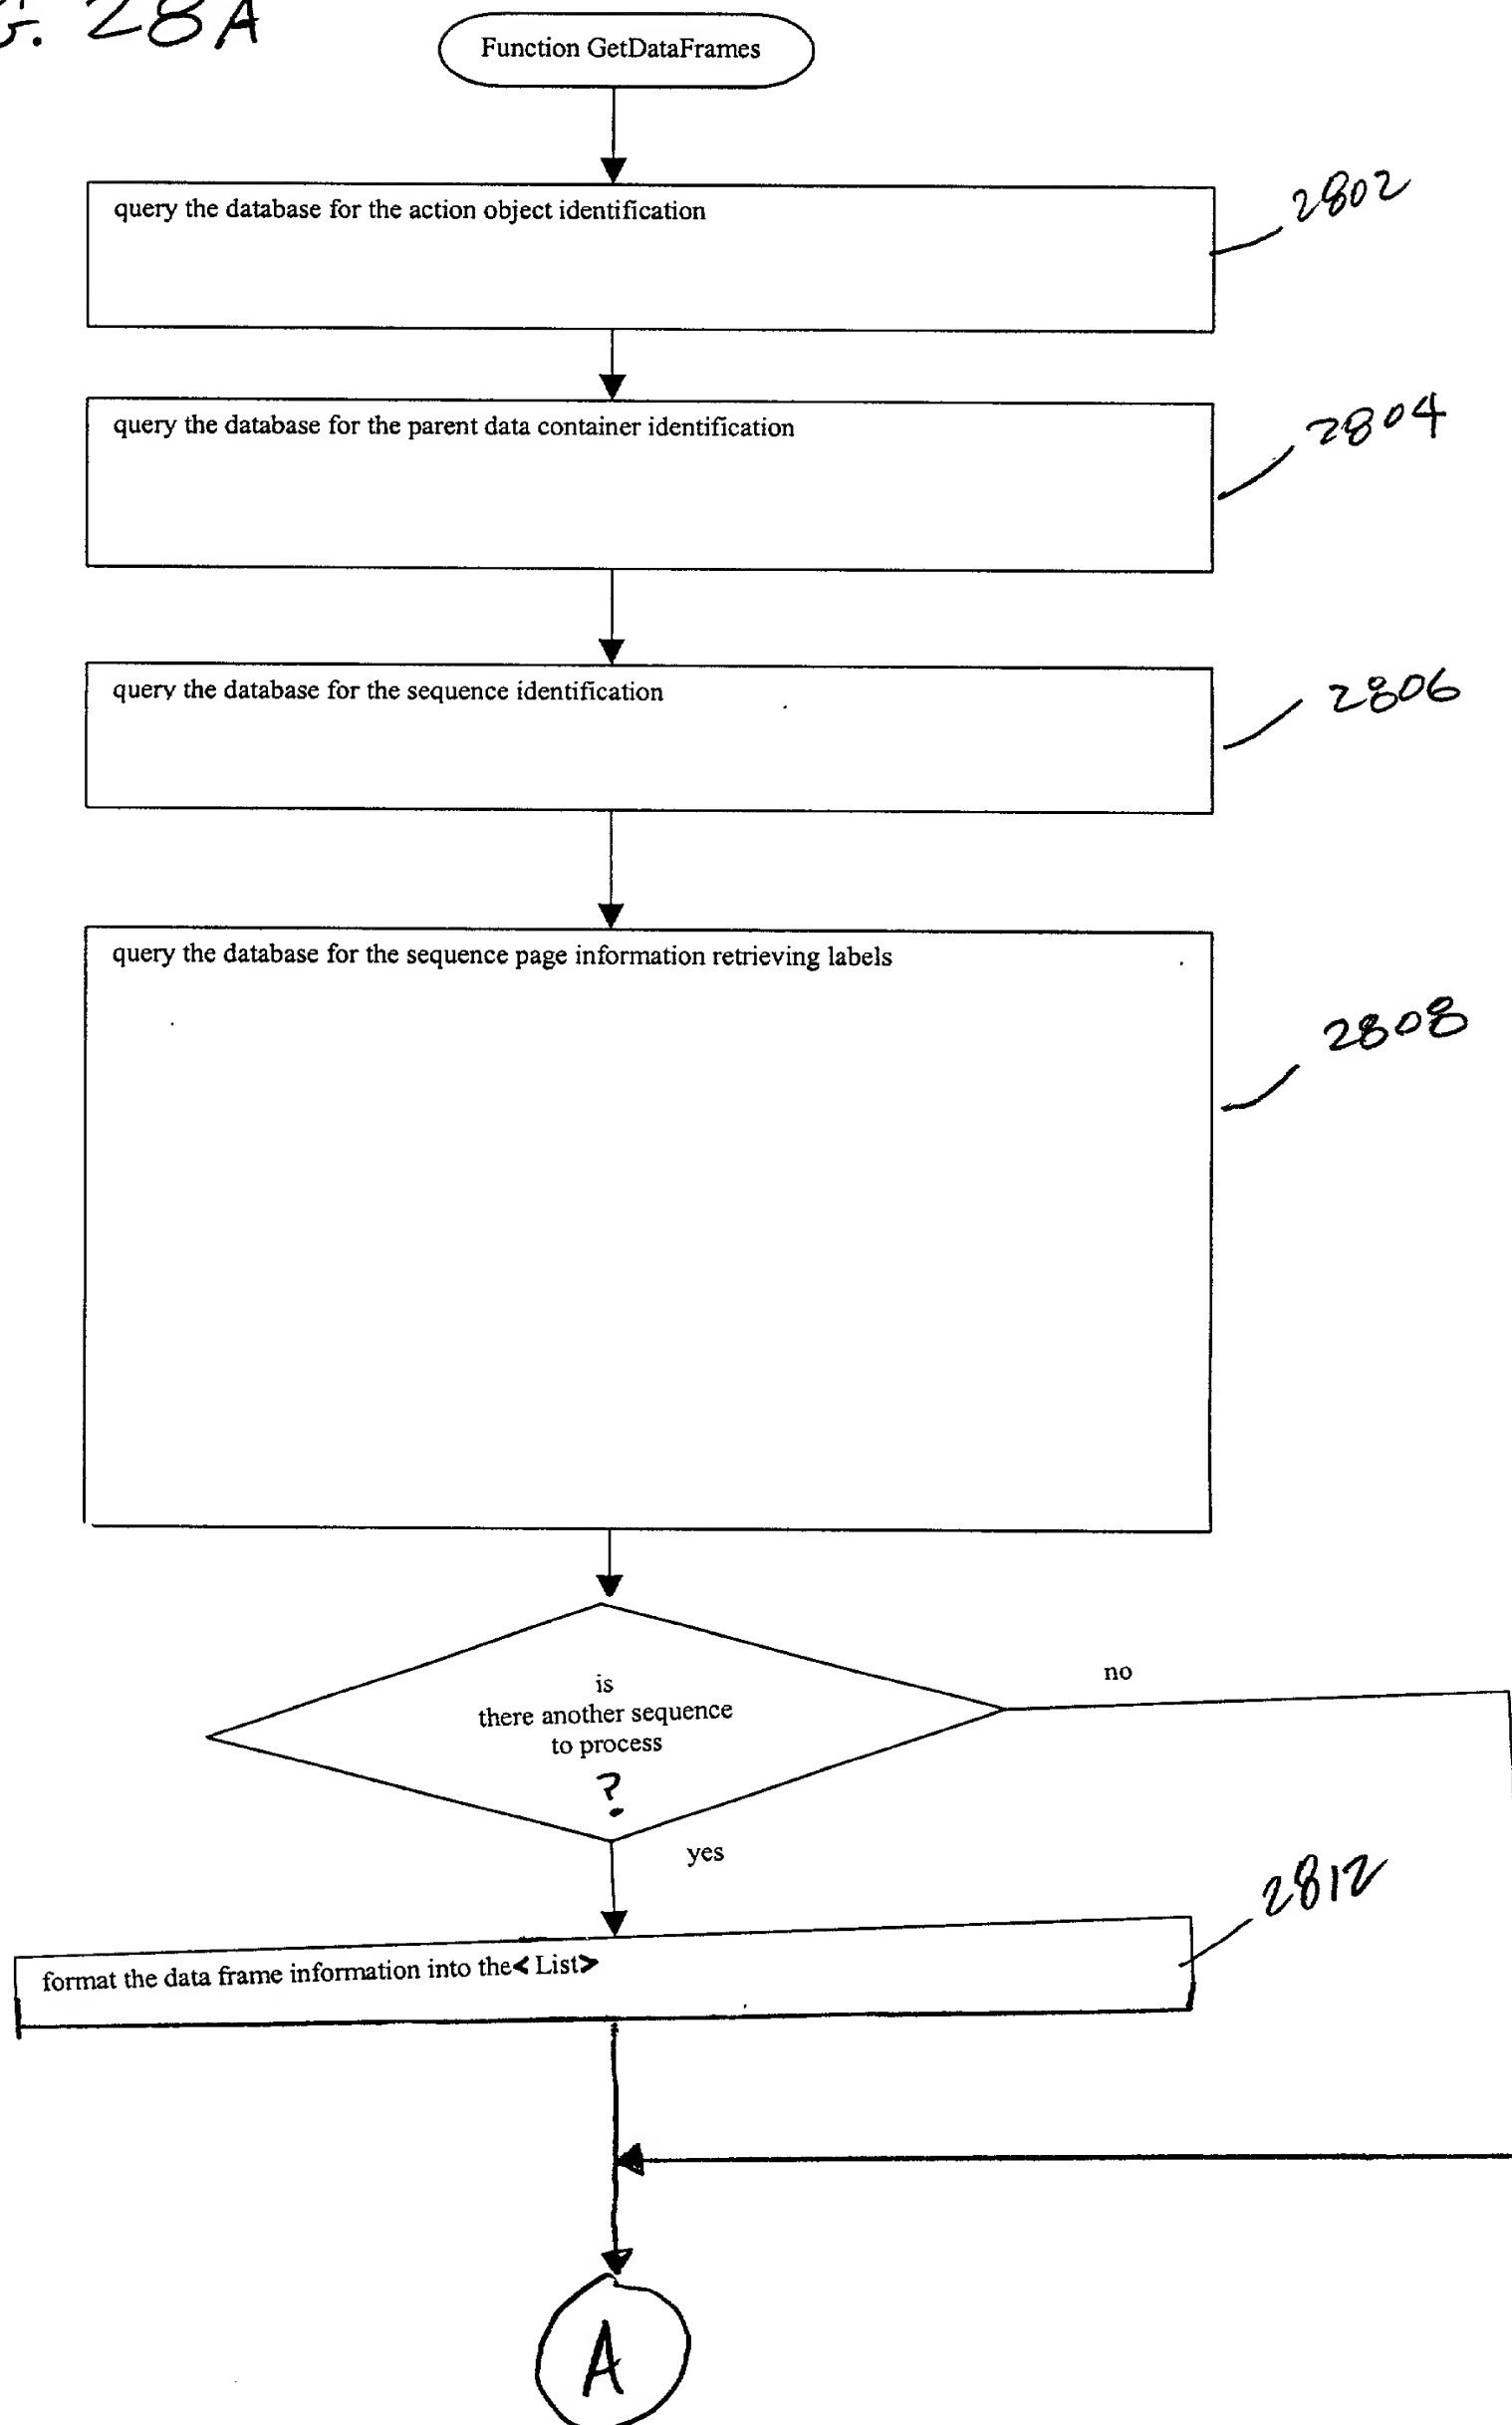 G. 28A
Function GetDataFrames
query the database for the action object identification
2802
query the database for the parent data container identification
2804
query the database for the sequence identification
2806
query the database for the sequence page information retrieving labels
2808
is
there another sequence
to process
?
no
yes
2812
format the data frame information into the< List>
A